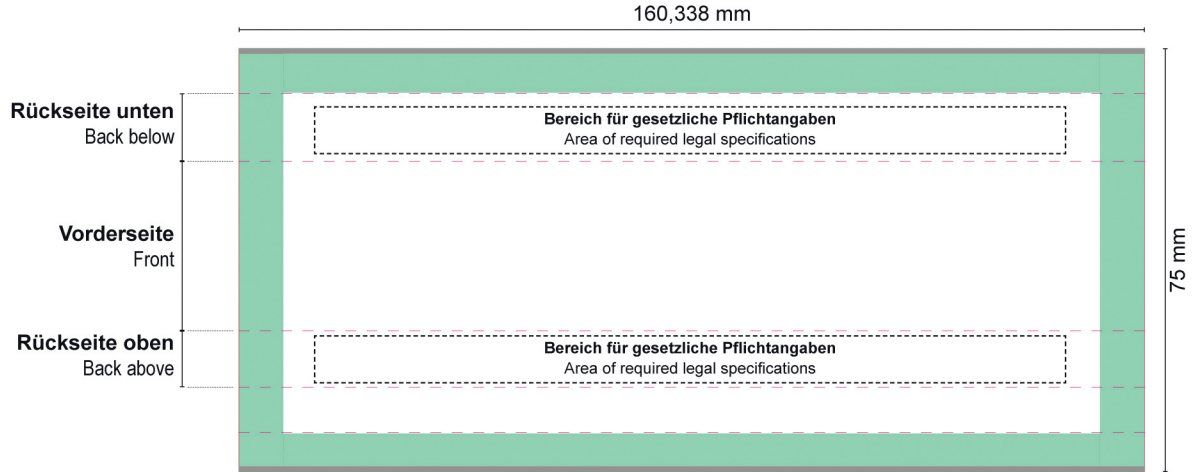 160,338 mm
Rückseite unten
Back below
Bereich für gesetzliche Pflichtangaben
Area of required legal specifications
Vorderseite
Front
75 mm
Rückseite oben
Back above
Bereich für gesetzliche Pflichtangaben
Area of required legal specifications